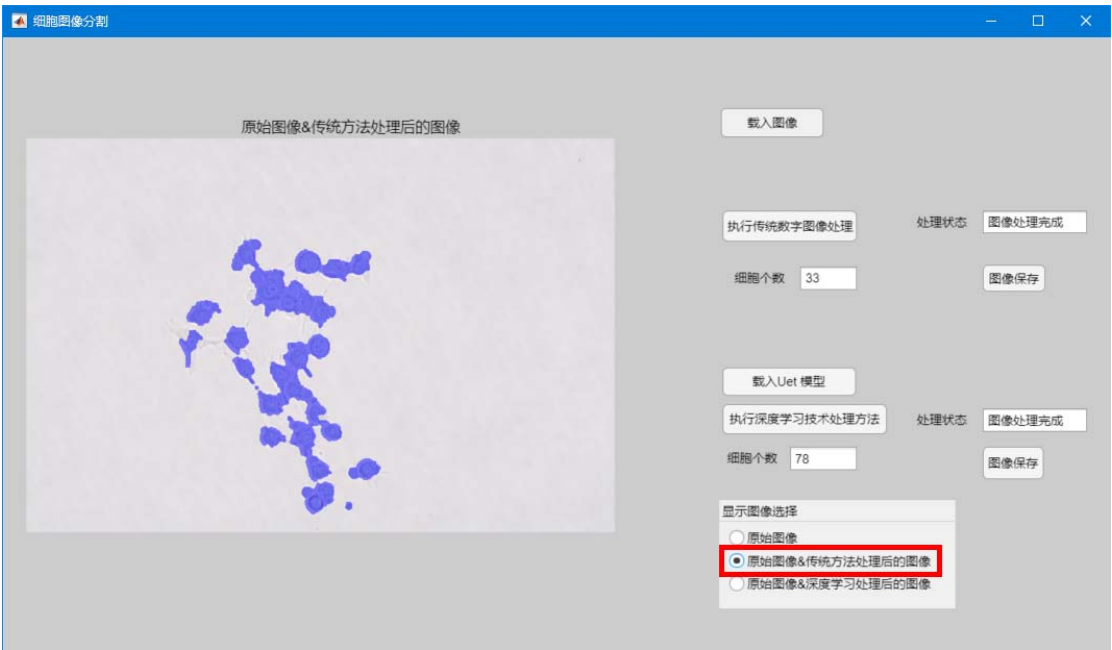 细胞图像分割
原始图像&传统方法处理后的图像
载入图像
执行传统数字图像处理
处理状态
图像处理完成
细胞个数
33
图像保存
载入Uet 模型
执行深度学习技术处理方法
处理状态
图像处理完成
细胞个数
78
图像保存
显示图像选择
原始图像
原始图像&传统方法处理后的图像
原始图像&深度学习处理后的图像